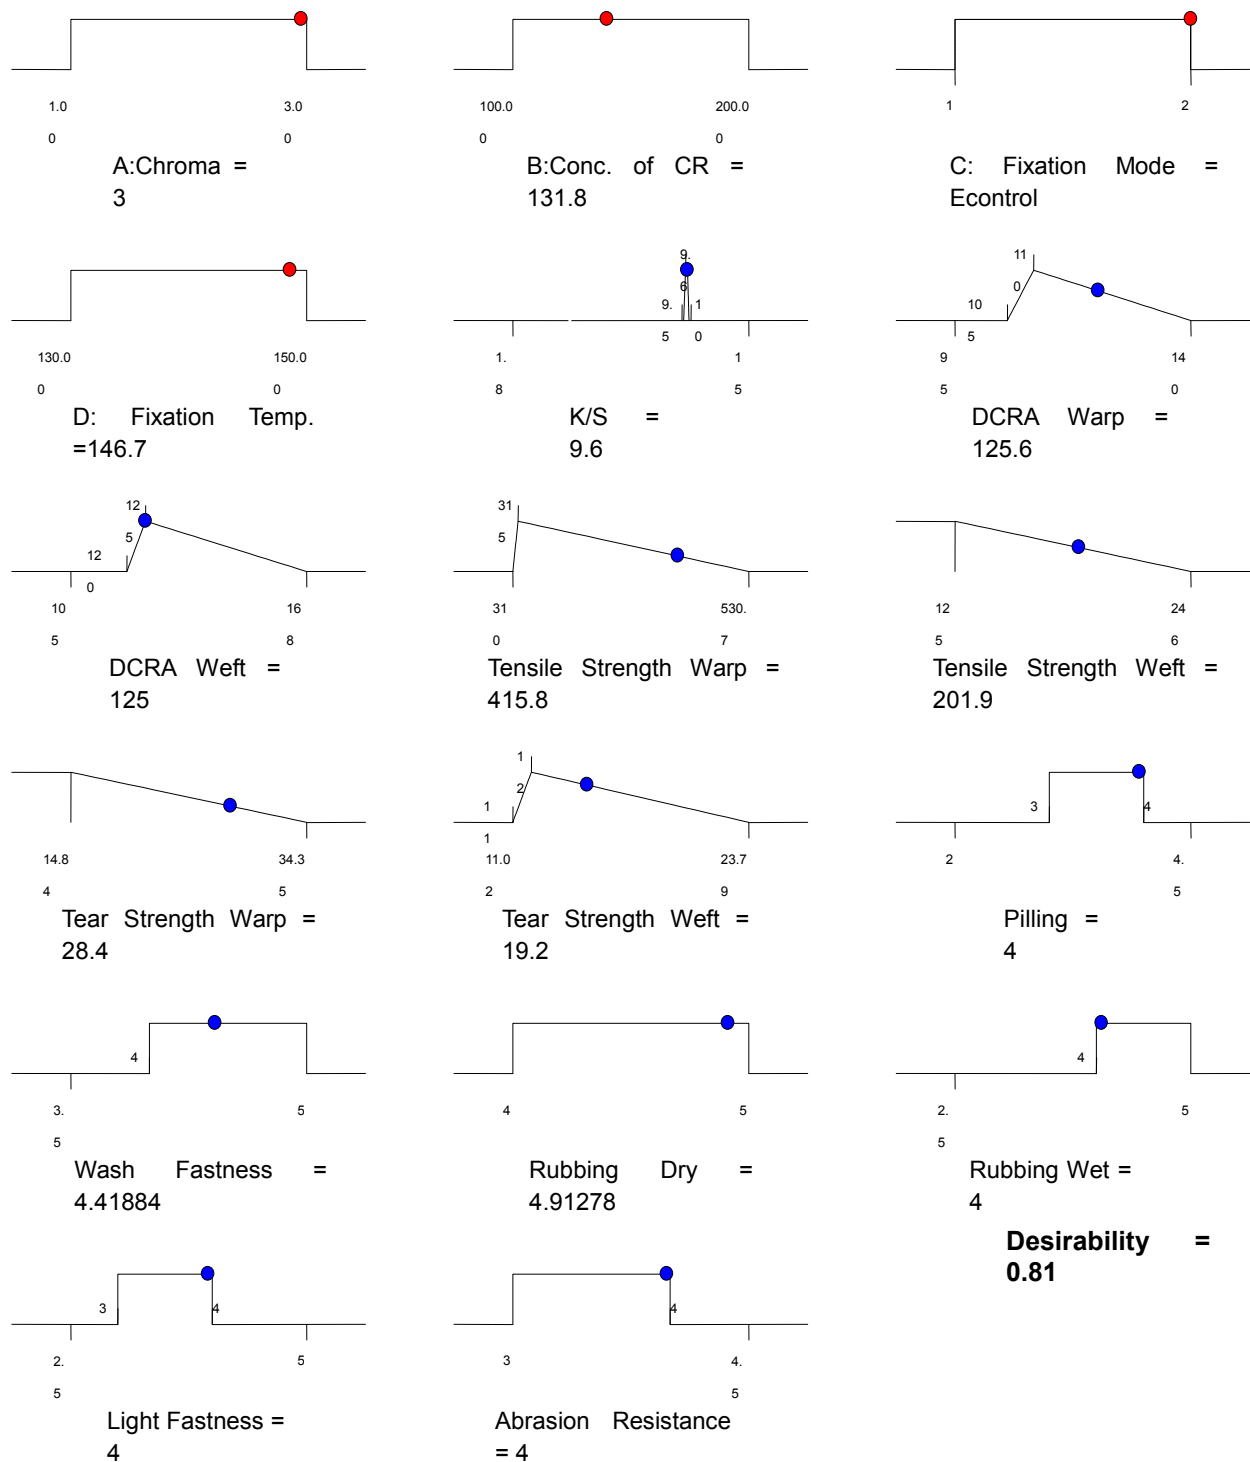 1.0 3.0 100.0 200.0 1 2
0 0 0 0
A:Chroma = B:Conc. of CR = C: Fixation Mode =
3 131.8 Econtrol
9. 11
6 0
9. 1 10
5 0 5
130.0 150.0 1. 1 9 14
0 0 8 5 5 0
D: Fixation Temp. K/S = DCRA Warp =
=146.7 9.6 125.6
12 31
5 5
12
0
10 16 31 530. 12 24
5 8 0 7 5 6
DCRA Weft = Tensile Strength Warp = Tensile Strength Weft =
125 415.8 201.9
1
2
1 3 4
1
14.8 34.3 11.0 23.7 2 4.
4 5 2 9 5
Tear Strength Warp = Tear Strength Weft = Pilling =
28.4 19.2 4
4 4
3. 5 4 5 2. 5
5 5
Wash Fastness = Rubbing Dry = Rubbing Wet =
4.41884 4.91278 4
Desirability =
0.81
3 4 4
2. 5 3 4.
5 5
Light Fastness = Abrasion Resistance
4 = 4